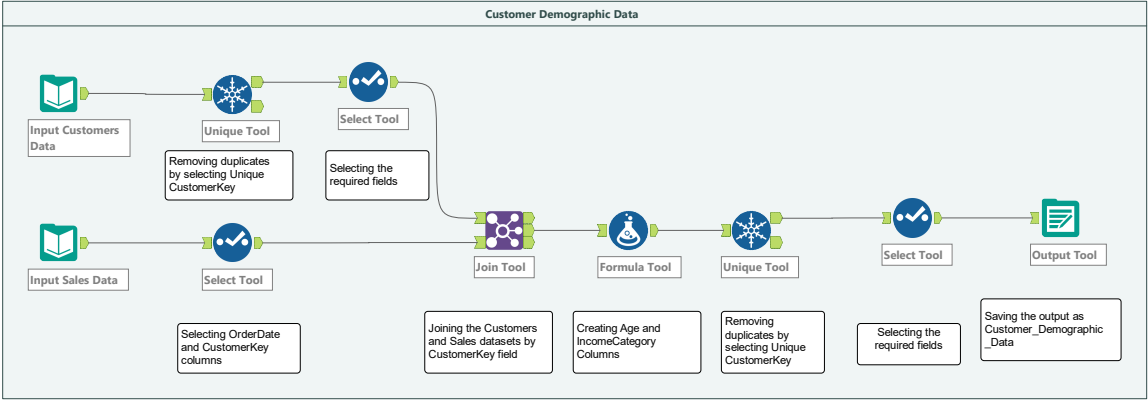 Customer Demographic Data
Input Customers
Data
Unique Tool
Removing duplicates
by selecting Unique
CustomerKey
Select Tool
Selecting the
required fields
Input Sales Data
Select Tool
Selecting OrderDate
and CustomerKey
columns
Join Tool
Joining the Customers
and Sales datasets by
CustomerKey field
Formula Tool
Creating Age and
IncomeCategory
Columns
Unique Tool
Removing
duplicates by
selecting Unique
CustomerKey
Select Tool
Selecting the
required fields
Output Tool
Saving the output as
Customer_Demographic
_Data